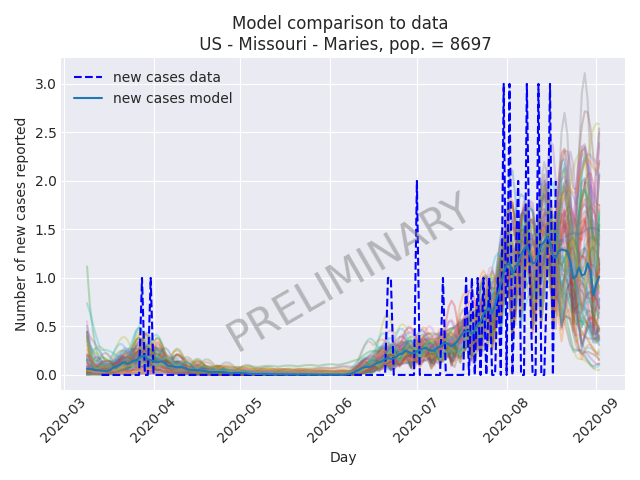 Model comparison to data
US - Missouri - Maries, pop. = 8697
new cases data
new cases model
Number of new cases reported
3.0
2.5
2.0
1.5
1.0
0.5
0.0
PRELIMINARY
2020-03
2020-04
2020-05
2020-06
2020-07
2020-08
2020-09
Day